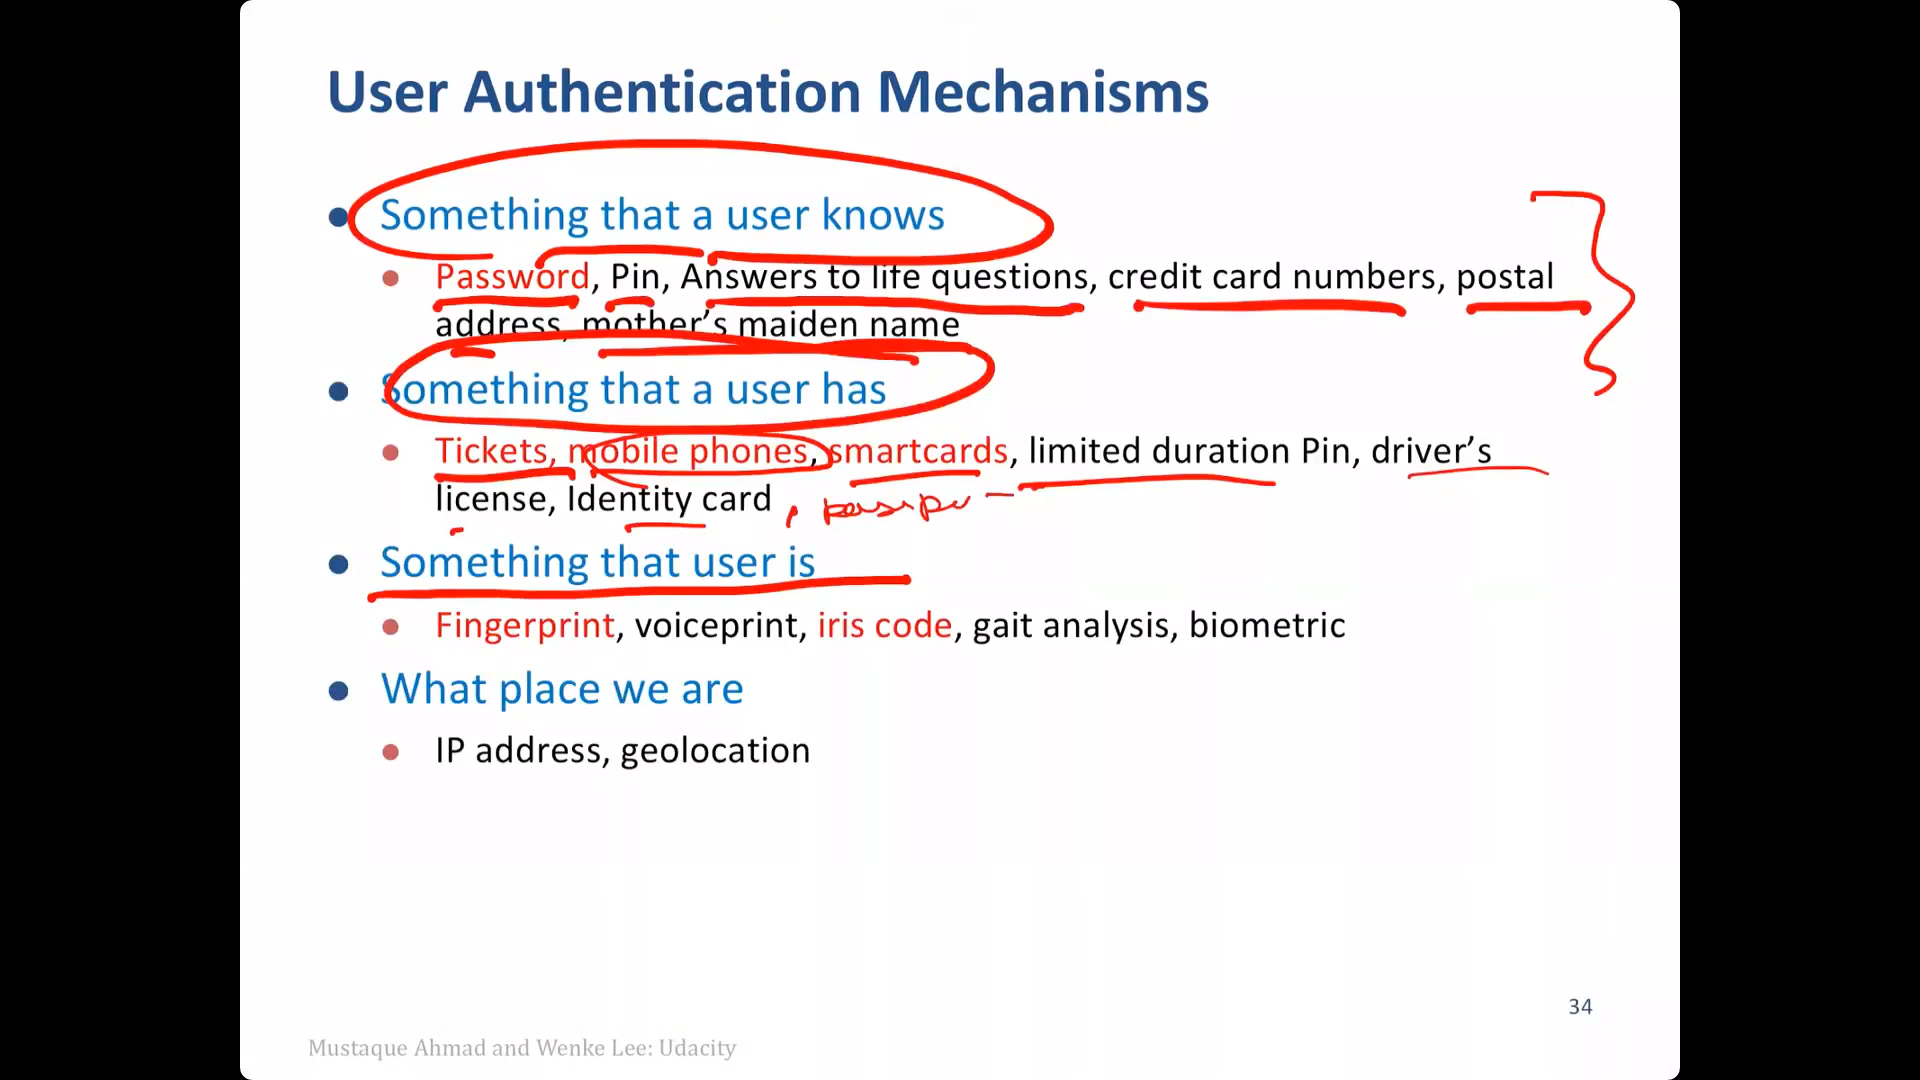 User Authentication Mechanisms
Something that a user knows
Password, Pin, Answers to life questions, credit card numbers, postal
address, mother's maiden name
Something that a user has
Tickets, mobile phones, smartcards, limited duration Pin, driver's
license, Identity card
Something that user is
Fingerprint, voiceprint, iris code, gait analysis, biometric
What place we are
IP address, geolocation
34
Mustaque Ahmad and Wenke Lee: Udacity